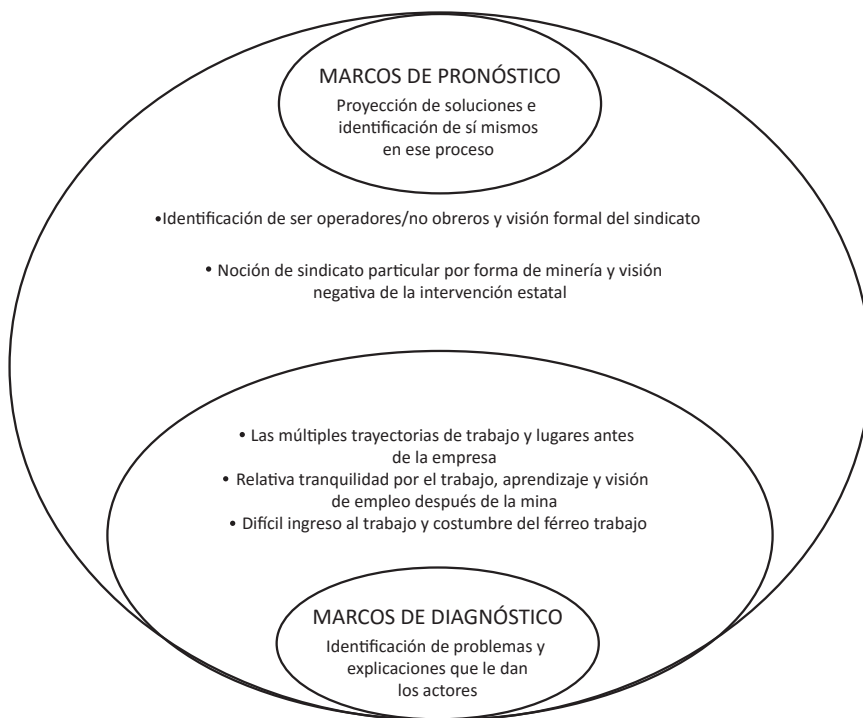 MARCOS DE PRONÓSTICO
Proyección de soluciones e
identificación de sí mismos
en ese proceso
•Identificación de ser operadores/no obreros y visión formal del sindicato
• Noción de sindicato particular por forma de minería y visión
negativa de la intervención estatal
• Las múltiples trayectorias de trabajo y lugares antes
de la empresa
• Relativa tranquilidad por el trabajo, aprendizaje y visión
de empleo después de la mina
• Difícil ingreso al trabajo y costumbre del férreo trabajo
MARCOS DE DIAGNÓSTICO
Identificación de problemas y
explicaciones que le dan
los actores